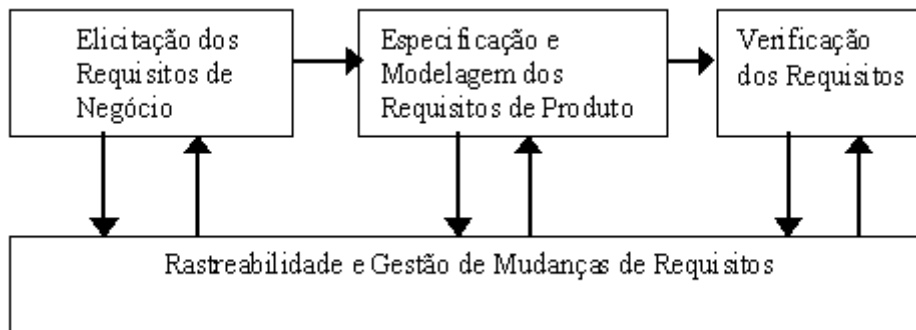 Elicitação dos
Requisitos de
Negócio
Especificação e
Modelagem dos
Requisitos de Produto
Verificação
dos Requisitos
Rastreabilidade e Gestão de Mudanças de Requisitos